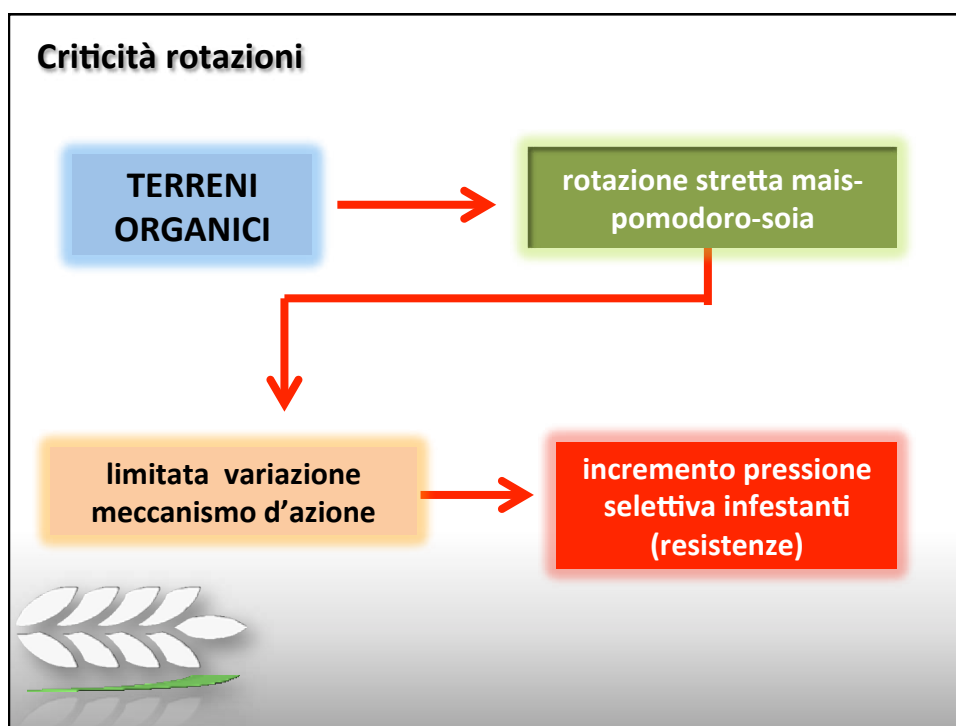 Criticità rotazioni
TERRENI
ORGANICI
rotazione stretta mais-
pomodoro-soia
limitata variazione
meccanismo d’azione
incremento pressione
selettiva infestanti
(resistenze)